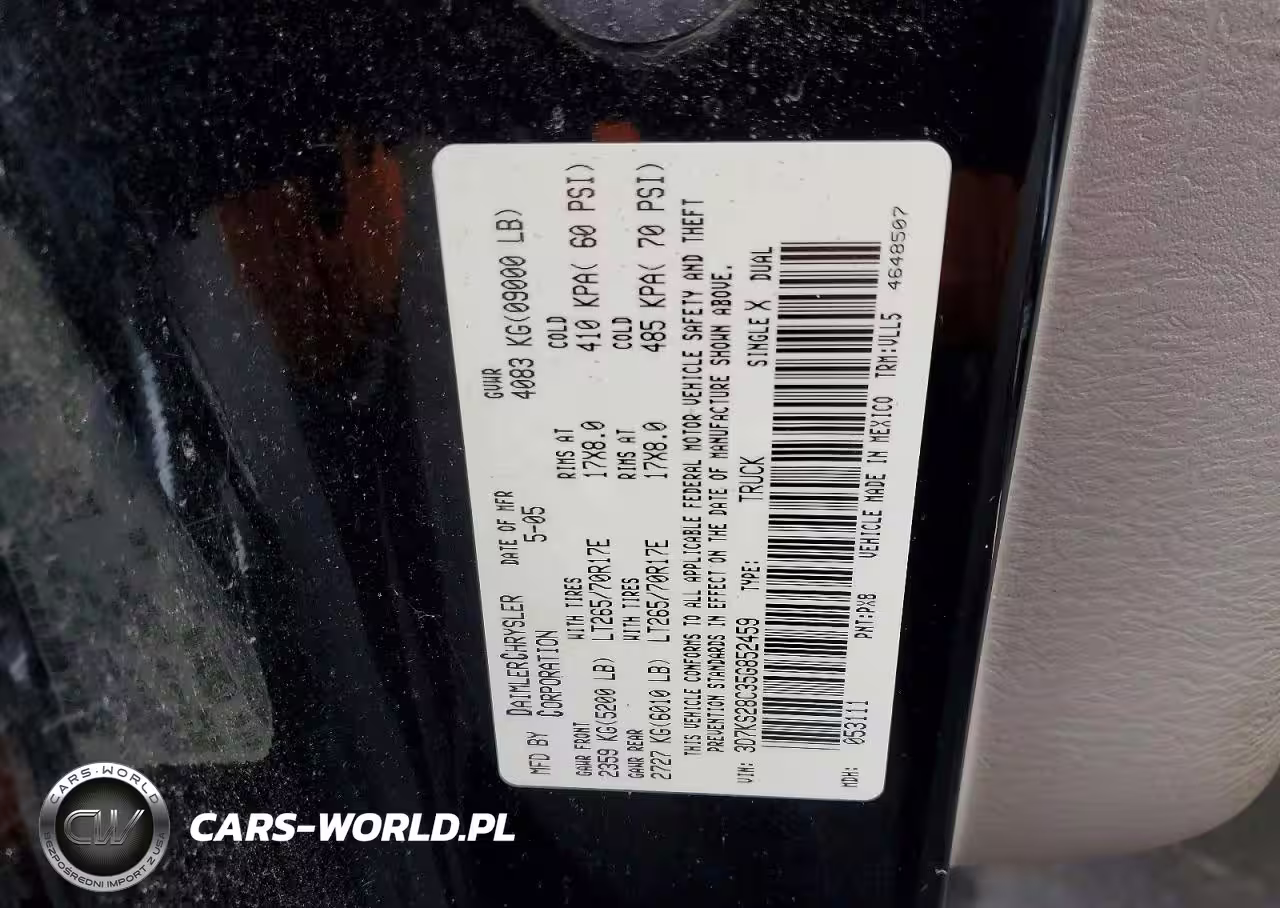 MFD BY DAIMLERCHRYSLER CORPORATION
DATE OF MFR
5-05
GVWR
4083 KG(09000 LB)
GAWR FRONT WITH TIRES RIMS AT COLD
2359 KG(5200 LB) LT265/70R17E 17X8.0 410 KPA( 60 PSI)
GAWR REAR WITH TIRES RIMS AT COLD
2727 KG(6010 LB) LT265/70R17E 17X8.0 485 KPA( 70 PSI)
THIS VEHICLE CONFORMS TO ALL APPLICABLE FEDERAL MOTOR VEHICLE SAFETY AND THEFT
PREVENTION STANDARDS IN EFFECT ON THE DATE OF MANUFACTURE SHOWN ABOVE.
VIN: 3D7KS28C35G852459 TYPE: TRUCK SINGLE X DUAL
MDH: 053111 PNT:PX8 VEHICLE MADE IN MEXICO TRM:VLL5 4648507
CARS-WORLD
CW
BEZPOŚREDNI IMPORT Z USA
CARS-WORLD.PL